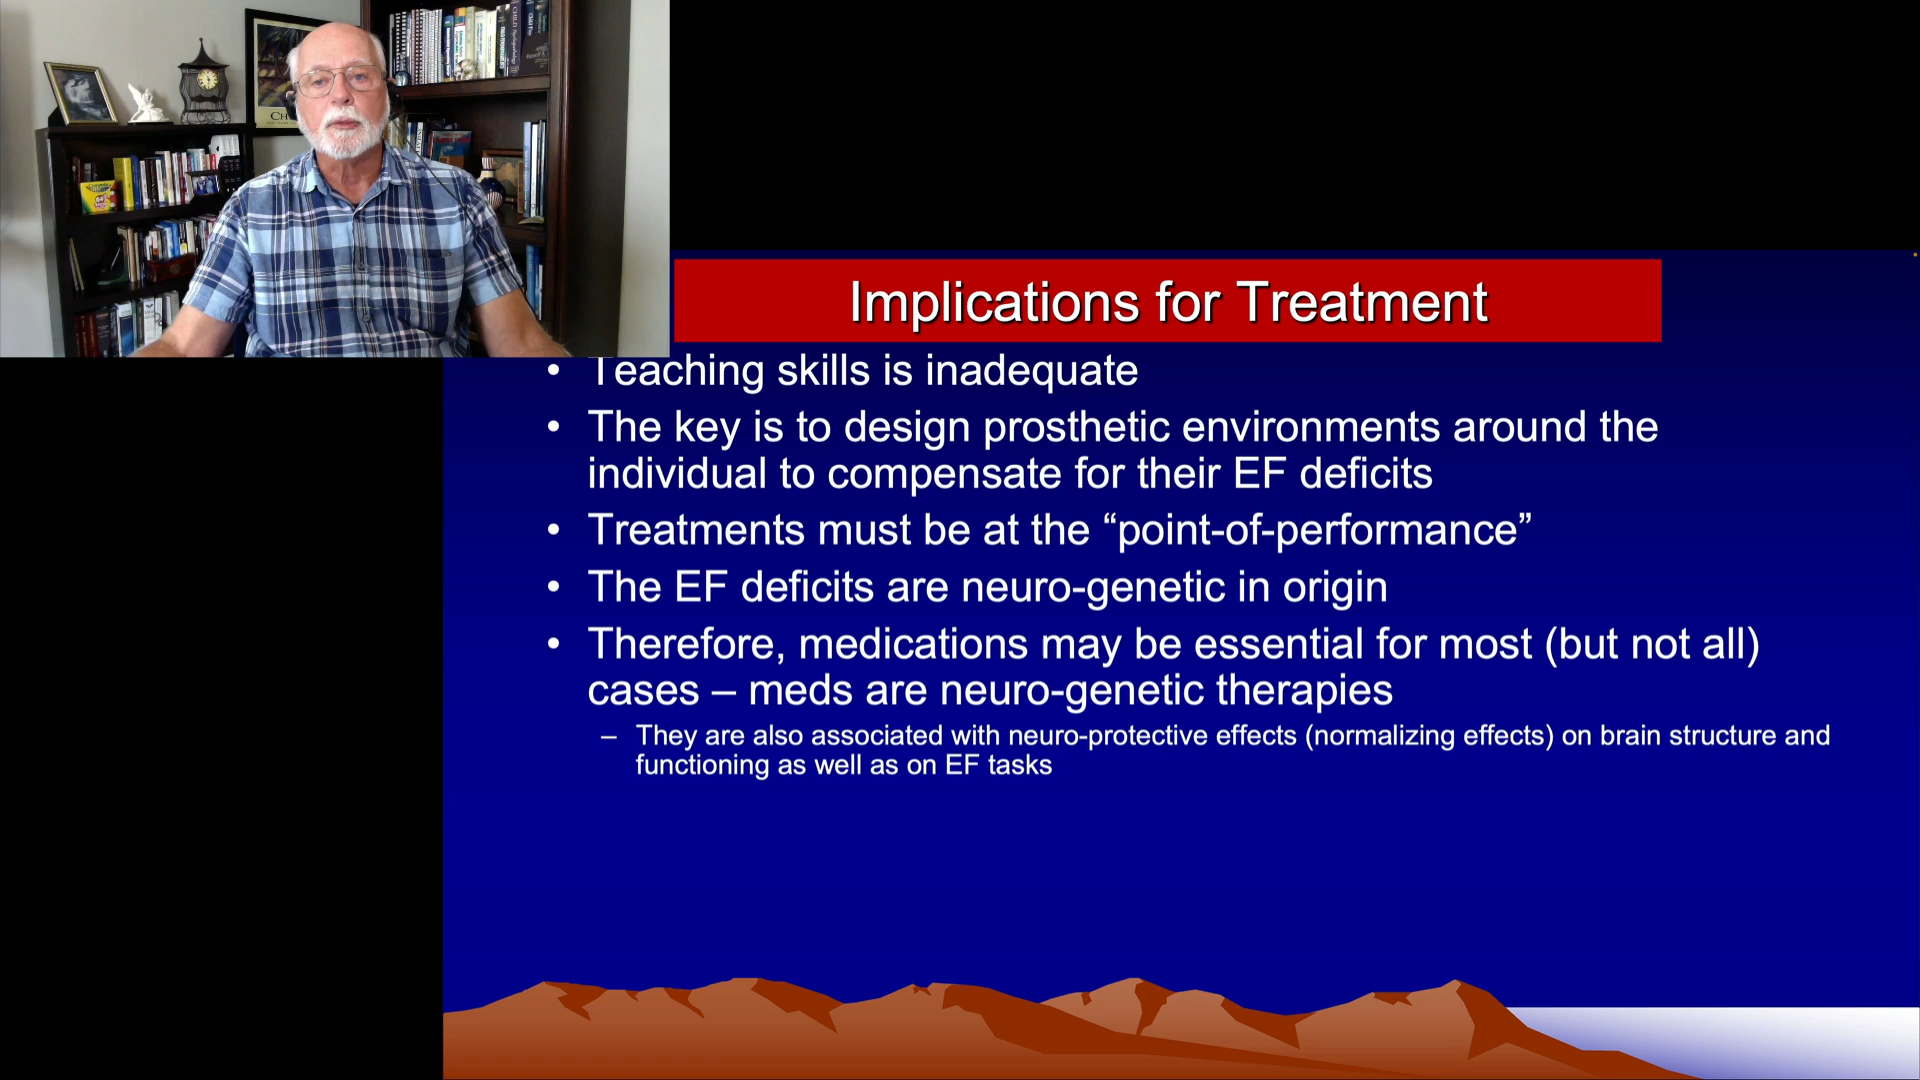 Implications for Treatment
• Teaching skills is inadequate
• The key is to design prosthetic environments around the
individual to compensate for their EF deficits
• Treatments must be at the “point-of-performance”
• The EF deficits are neuro-genetic in origin
• Therefore, medications may be essential for most (but not all)
cases – meds are neuro-genetic therapies
– They are also associated with neuro-protective effects (normalizing effects) on brain structure and
functioning as well as on EF tasks